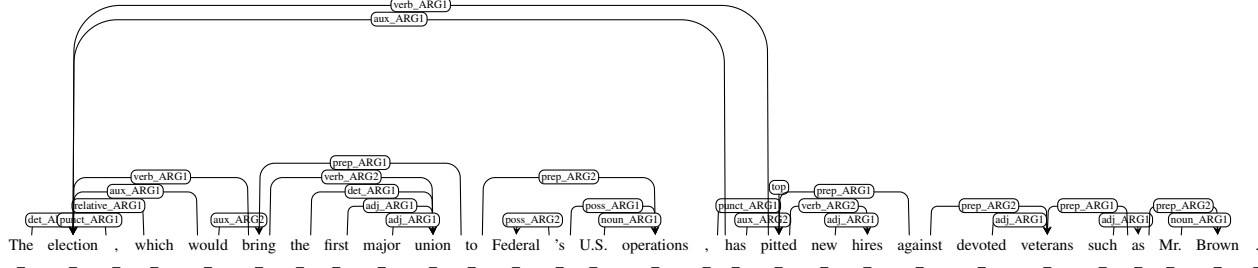 verb_ARG1
aux_ARG1
prep_ARG1
verb_ARG1 verb_ARG2 prep_ARG2
top
aux_ARG1 det_ARG1 prep_ARG1
relative_ARG1 adj_ARG1 poss_ARG1 punct_ARG1 verb_ARG2 prep_ARG2 prep_ARG1 prep_ARG2
punct_ARG1 aux_ARG2 adj_ARG1 poss_ARG2 noun_ARG1 aux_ARG2 adj_ARG1 adj_ARG1 noun_ARG1
The election , which would bring the first major union to Federal 's U.S. operations , has pitted new hires against devoted veterans such as Mr. Brown .
_ _ _ _ _ _ _ _ _ _ _ _ _ _ _ _ _ _ _ _ _ _ _ _ _ _ _ _